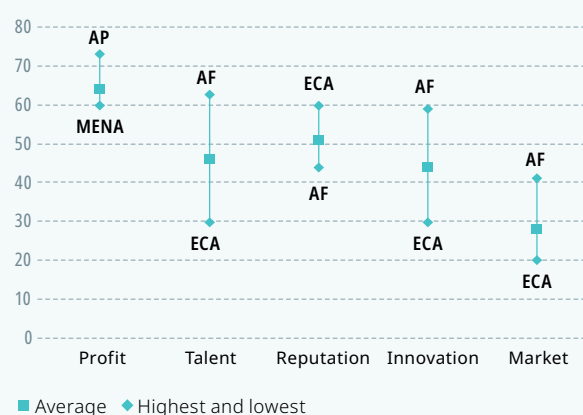 80
70
60
50
40
30
20
10
0
AP
MENA
AF
ECA
ECA
AF
AF
ECA
AF
ECA
Profit Talent Reputation Innovation Market
Average Highest and lowest